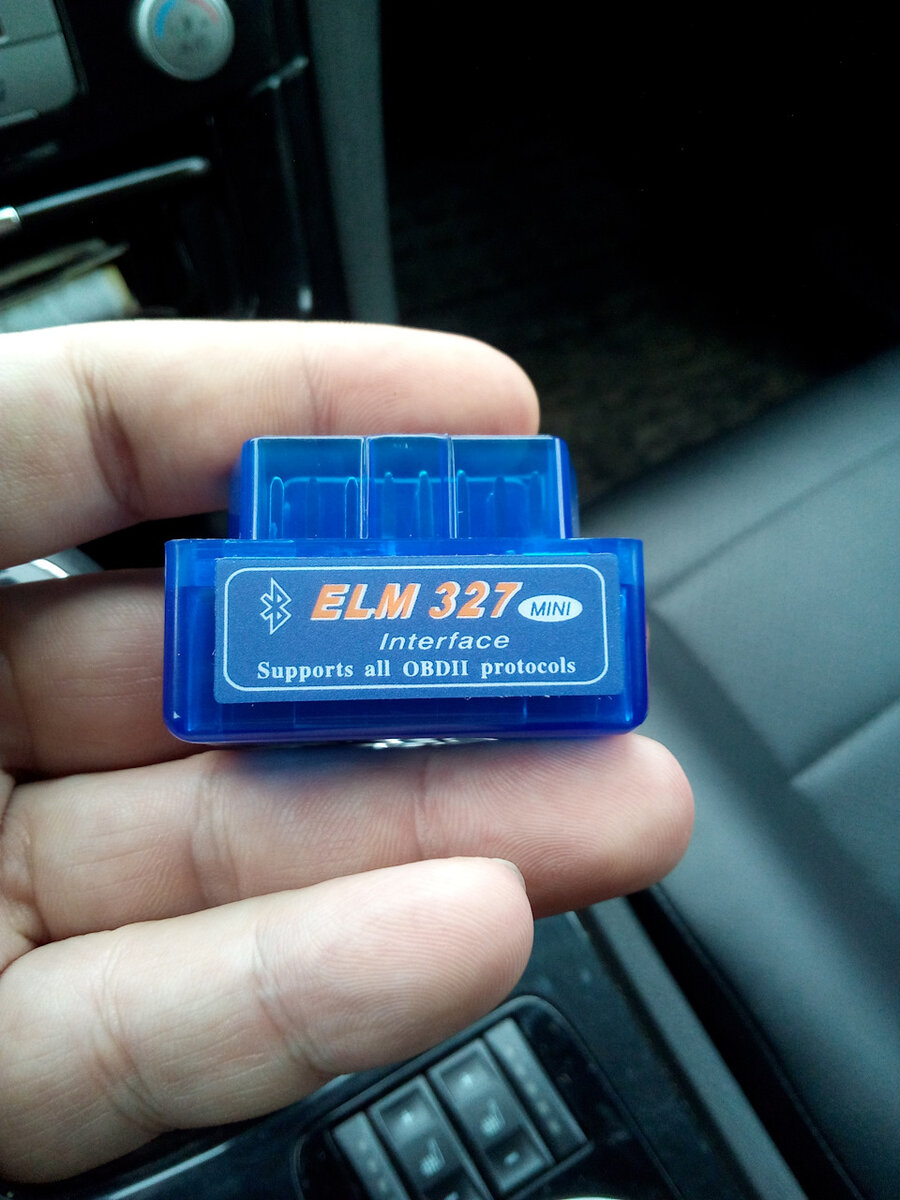 ELM 327 MINI
Interface
Supports all OBDII protocols